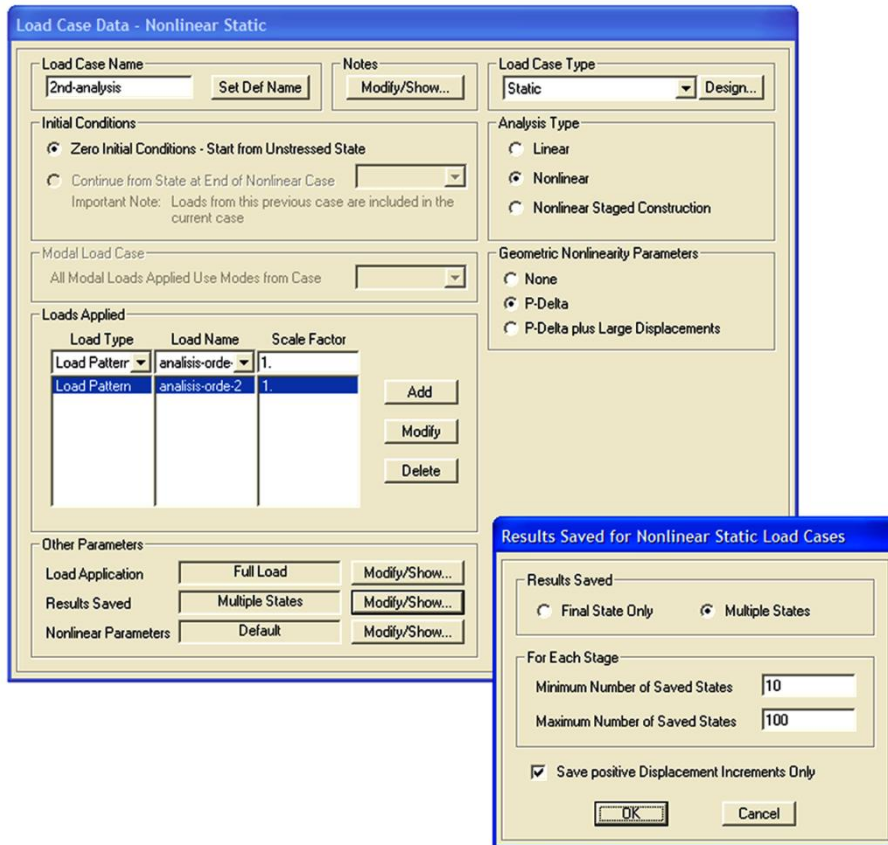 Load Case Data - Nonlinear Static
Load Case Name
2nd-analysis
Set Def Name
Notes
Modify/Show...
Load Case Type
Static
Design...
Initial Conditions
Zero Initial Conditions - Start from Unstressed State
Continue from State at End of Nonlinear Case
Important Note: Loads from this previous case are included in the
current case
Analysis Type
Linear
Nonlinear
Nonlinear Staged Construction
Modal Load Case
All Modal Loads Applied Use Modes from Case
Geometric Nonlinearity Parameters
None
P-Delta
P-Delta plus Large Displacements
Loads Applied
Load Type Load Name Scale Factor
Load Pattern analisis-orde- 1.
Load Pattern analisis-orde-2 1.
Add
Modify
Delete
Other Parameters
Load Application Full Load Modify/Show...
Results Saved Multiple States Modify/Show...
Nonlinear Parameters Default Modify/Show...
Results Saved for Nonlinear Static Load Cases
Results Saved
Final State Only Multiple States
For Each Stage
Minimum Number of Saved States 10
Maximum Number of Saved States 100
Save positive Displacement Increments Only
OK Cancel